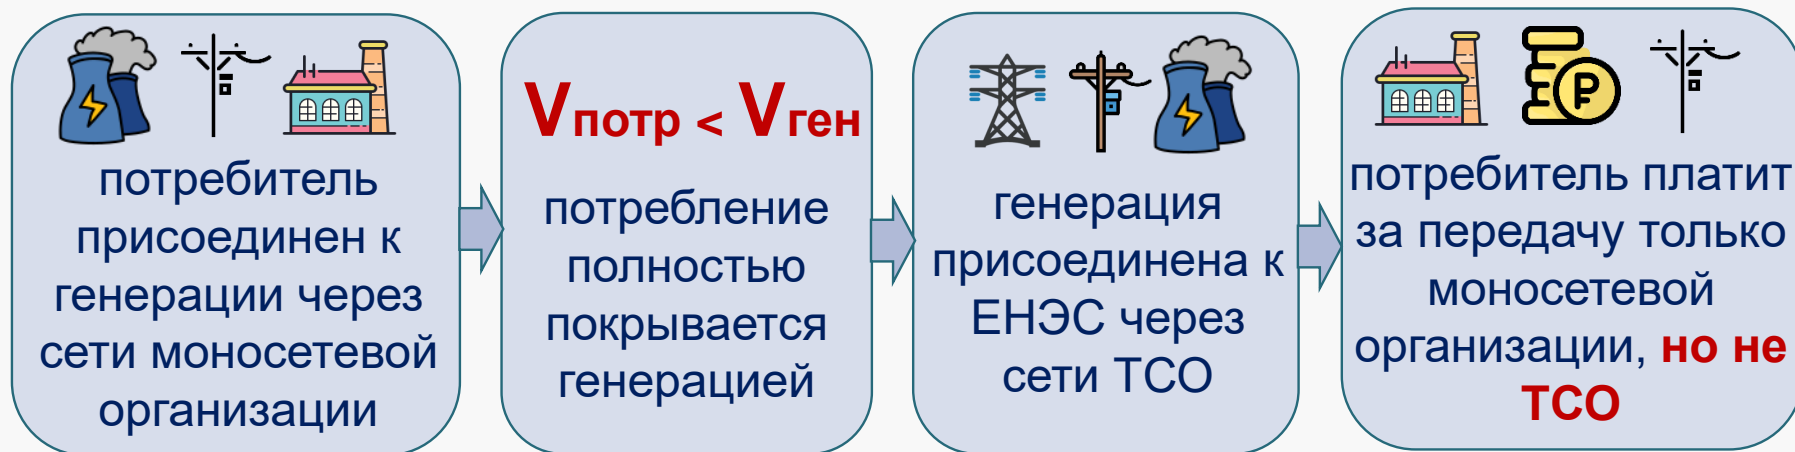 потребитель
присоединен к
генерации через
сети моносетевой
организации
Vпотр < Vген
потребление
полностью
покрывается
генерацией
генерация
присоединена к
ЕНЭС через
сети ТСО
потребитель платит
за передачу только
моносетевой
организации, но не
ТСО